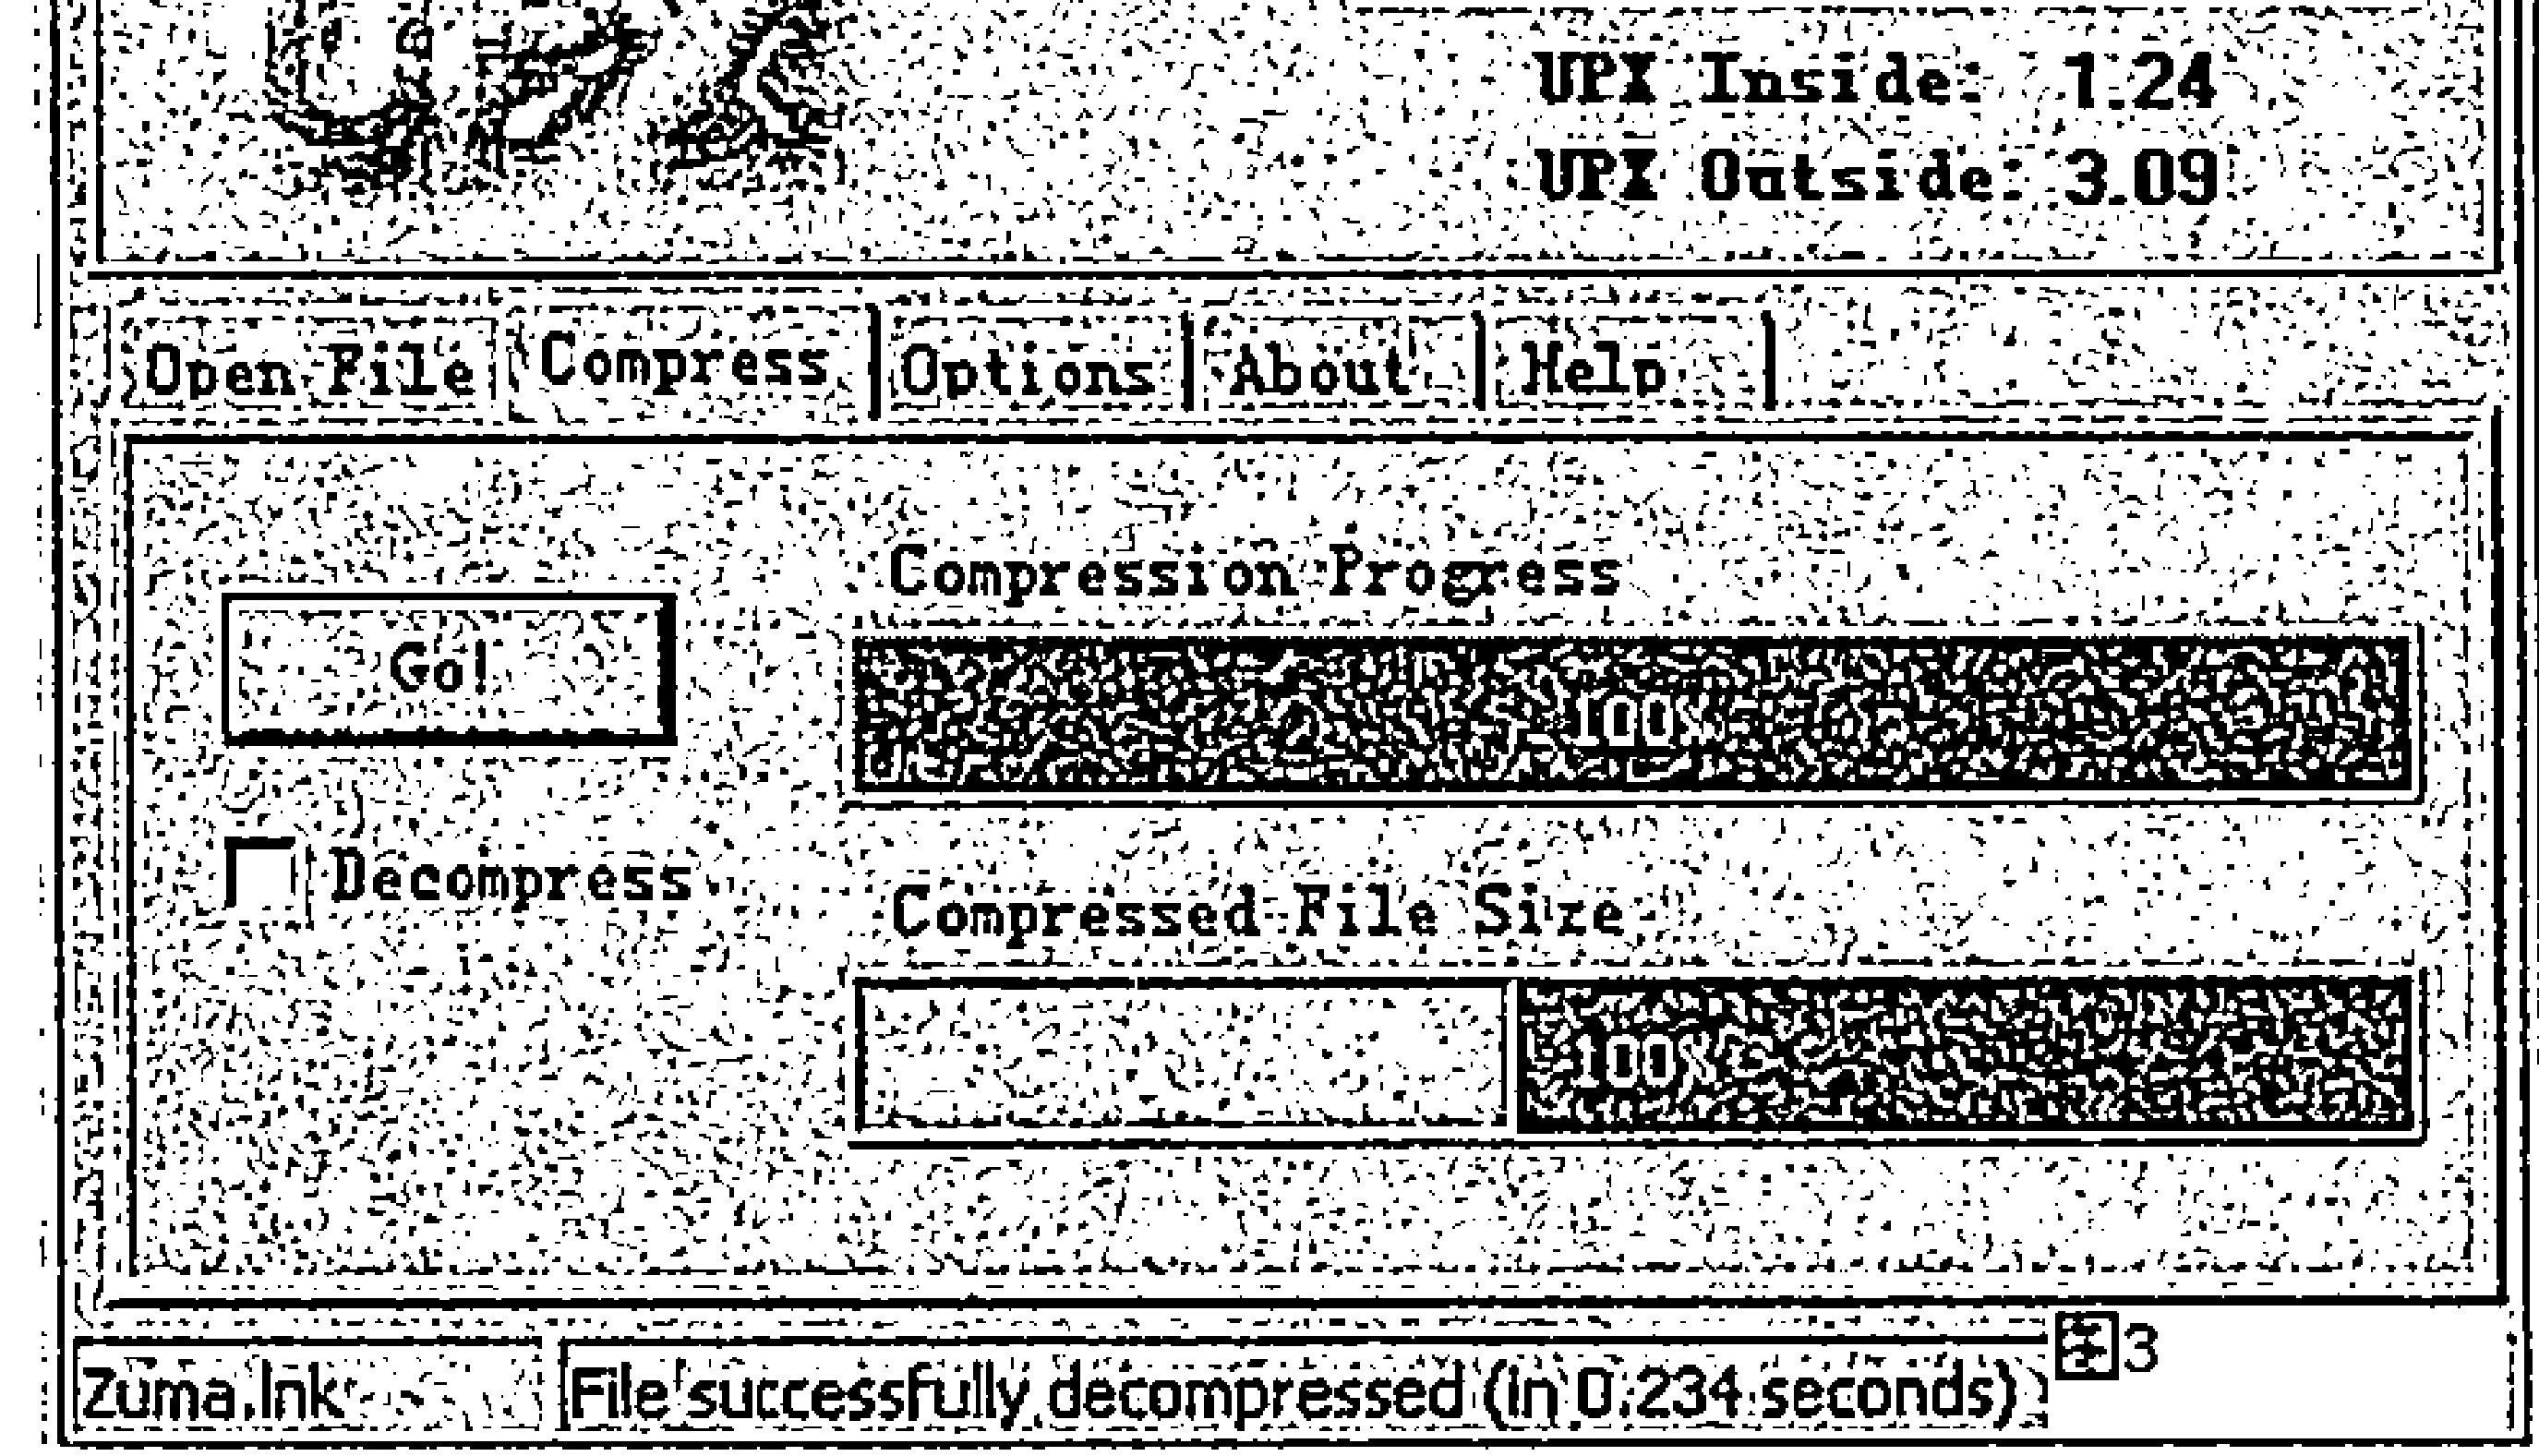 UPX Inside: 1.24
UPX Outside: 3.09
Open File Compress Options About Help
Compression Progress
Go!
100%
Decompress
Compressed File Size
100%
图3
Zuma.lnk File successfully decompressed (in 0.234 seconds)